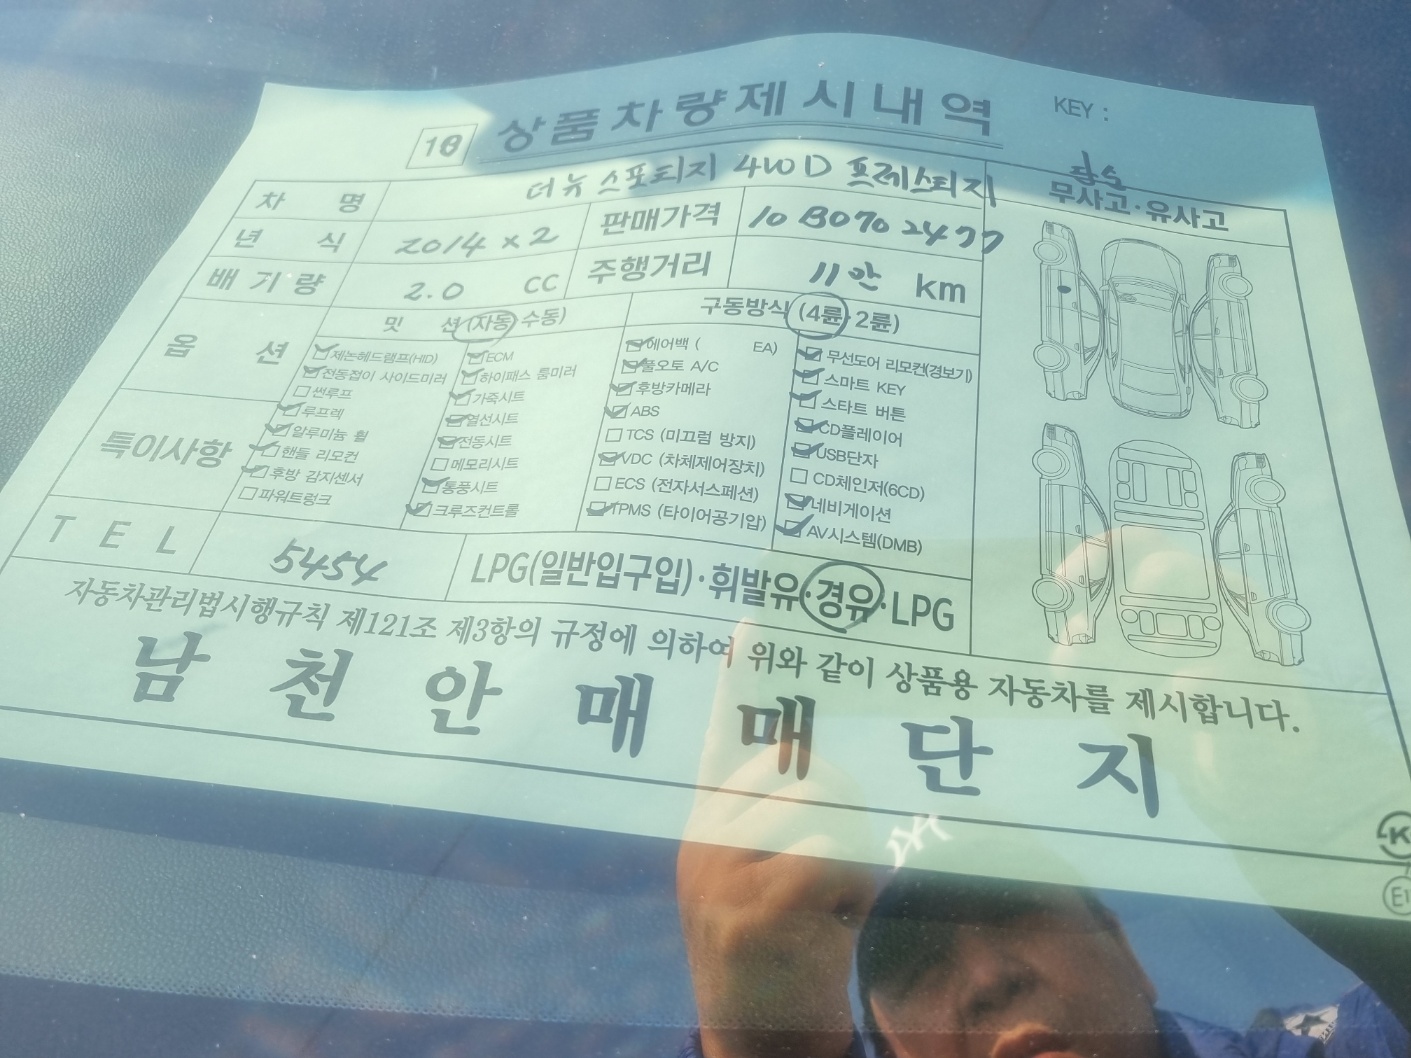 상품차량제시내역
KEY :
차 명 더뉴 스포티지 4WD 프레스티지
무사고·유사고
년 식 2014 x 2 판매가격 10 B070 2477
배 기 량 2.0 CC 주행거리 11만 km
옵 션 밋 션 (자동·수동) 구동방식 (4륜·2륜)
제논헤드램프(HID) ECM 에어백 ( EA) 무선도어 리모컨(경보기)
전동접이 사이드미러 하이패스 룸미러 풀오토 A/C 스마트 KEY
썬루프 가죽시트 후방카메라 스타트 버튼
루프렉 열선시트 ABS CD플레이어
특이사항 알루미늄 휠 전동시트 TCS (미끄럼 방지) USB단자
핸들 리모컨 메모리시트 VDC (차체제어장치) CD체인저(6CD)
후방 감지센서 통풍시트 ECS (전자서스페션) 네비게이션
파워트렁크 크루즈컨트롤 TPMS (타이어공기압) AV시스템(DMB)
T E L 5454 LPG(일반입구입)·휘발유·경유·LPG
자동차관리법시행규칙 제121조 제3항의 규정에 의하여 위와 같이 상품용 자동차를 제시합니다.
남 천 안 매 매 단 지
K